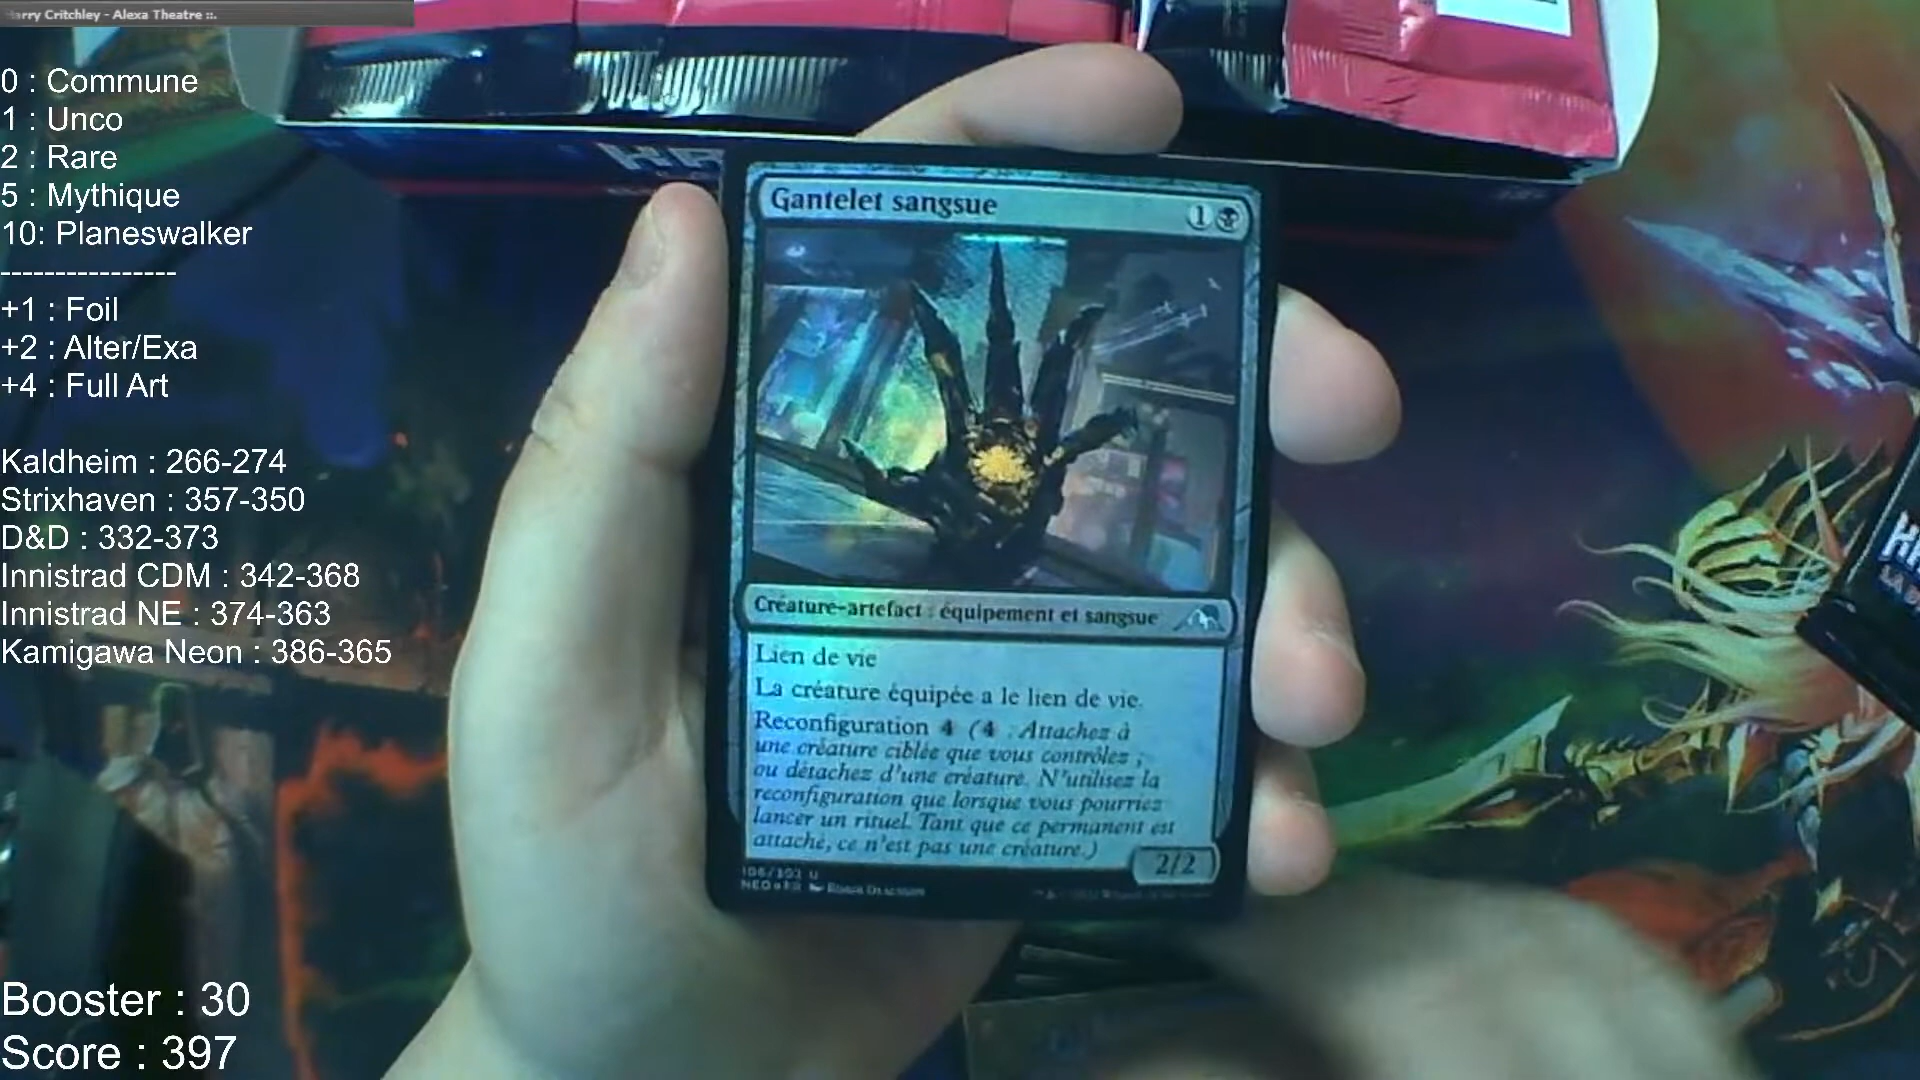 Harry Critchley - Alexa Theatre ::.
0 : Commune
1 : Unco
2 : Rare
5 : Mythique
10: Planeswalker
----------------
+1 : Foil
+2 : Alter/Exa
+4 : Full Art
Kaldheim : 266-274
Strixhaven : 357-350
D&D : 332-373
Innistrad CDM : 342-368
Innistrad NE : 374-363
Kamigawa Neon : 386-365
Booster : 30
Score : 397
Gantelet sangsue
1
Créature-artefact : équipement et sangsue
Lien de vie
La créature équipée a le lien de vie.
Reconfiguration 4 (4 : Attachez à
une créature ciblée que vous contrôlez ;
ou détachez d'une créature. N'utilisez la
reconfiguration que lorsque vous pourriez
lancer un rituel. Tant que ce permanent est
attaché, ce n'est pas une créature.)
2/2
NEO